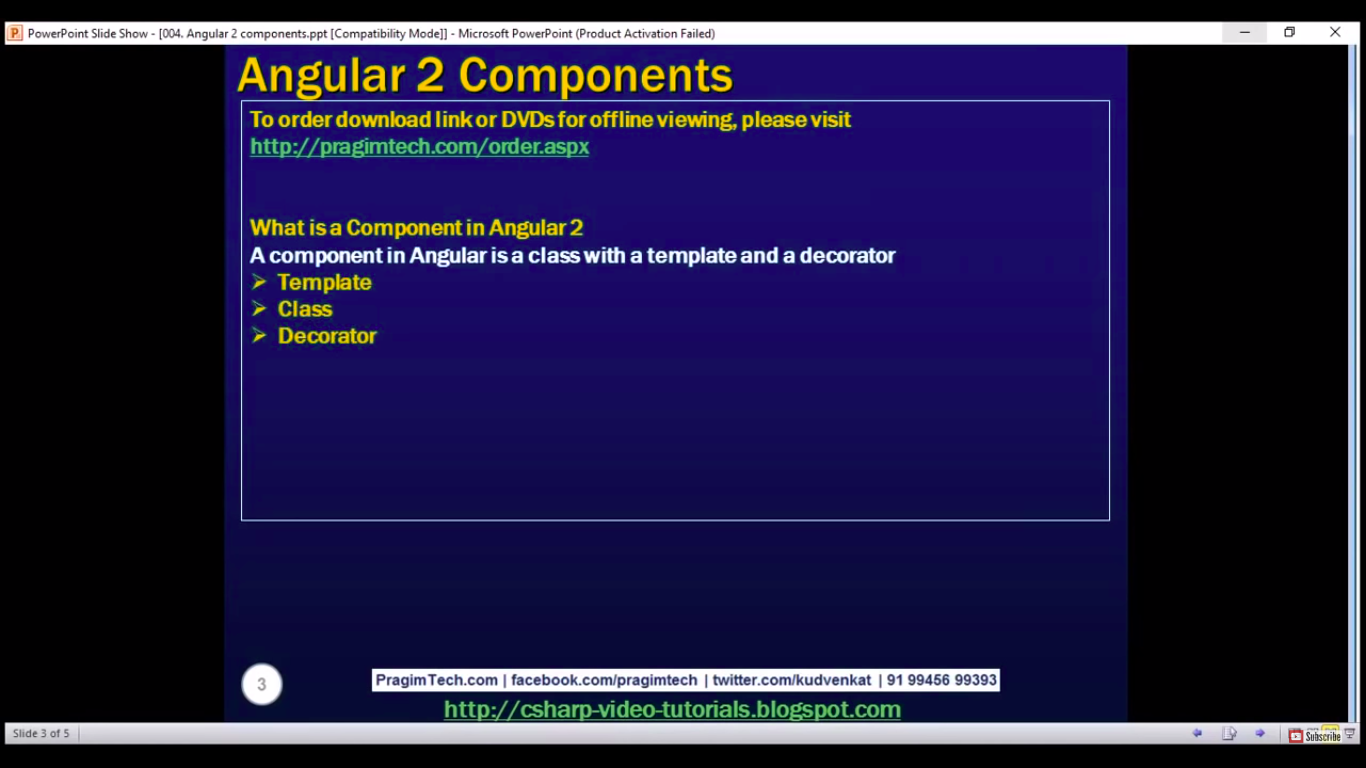 PowerPoint Slide Show - [004. Angular 2 components.ppt [Compatibility Mode]] - Microsoft PowerPoint (Product Activation Failed)
Angular 2 Components
To order download link or DVDs for offline viewing, please visit
http://pragimtech.com/order.aspx
What is a Component in Angular 2
A component in Angular is a class with a template and a decorator
Template
Class
Decorator
3
PragimTech.com | facebook.com/pragimtech | twitter.com/kudvenkat | 91 99456 99393
http://csharp-video-tutorials.blogspot.com
Slide 3 of 5
Subscribe